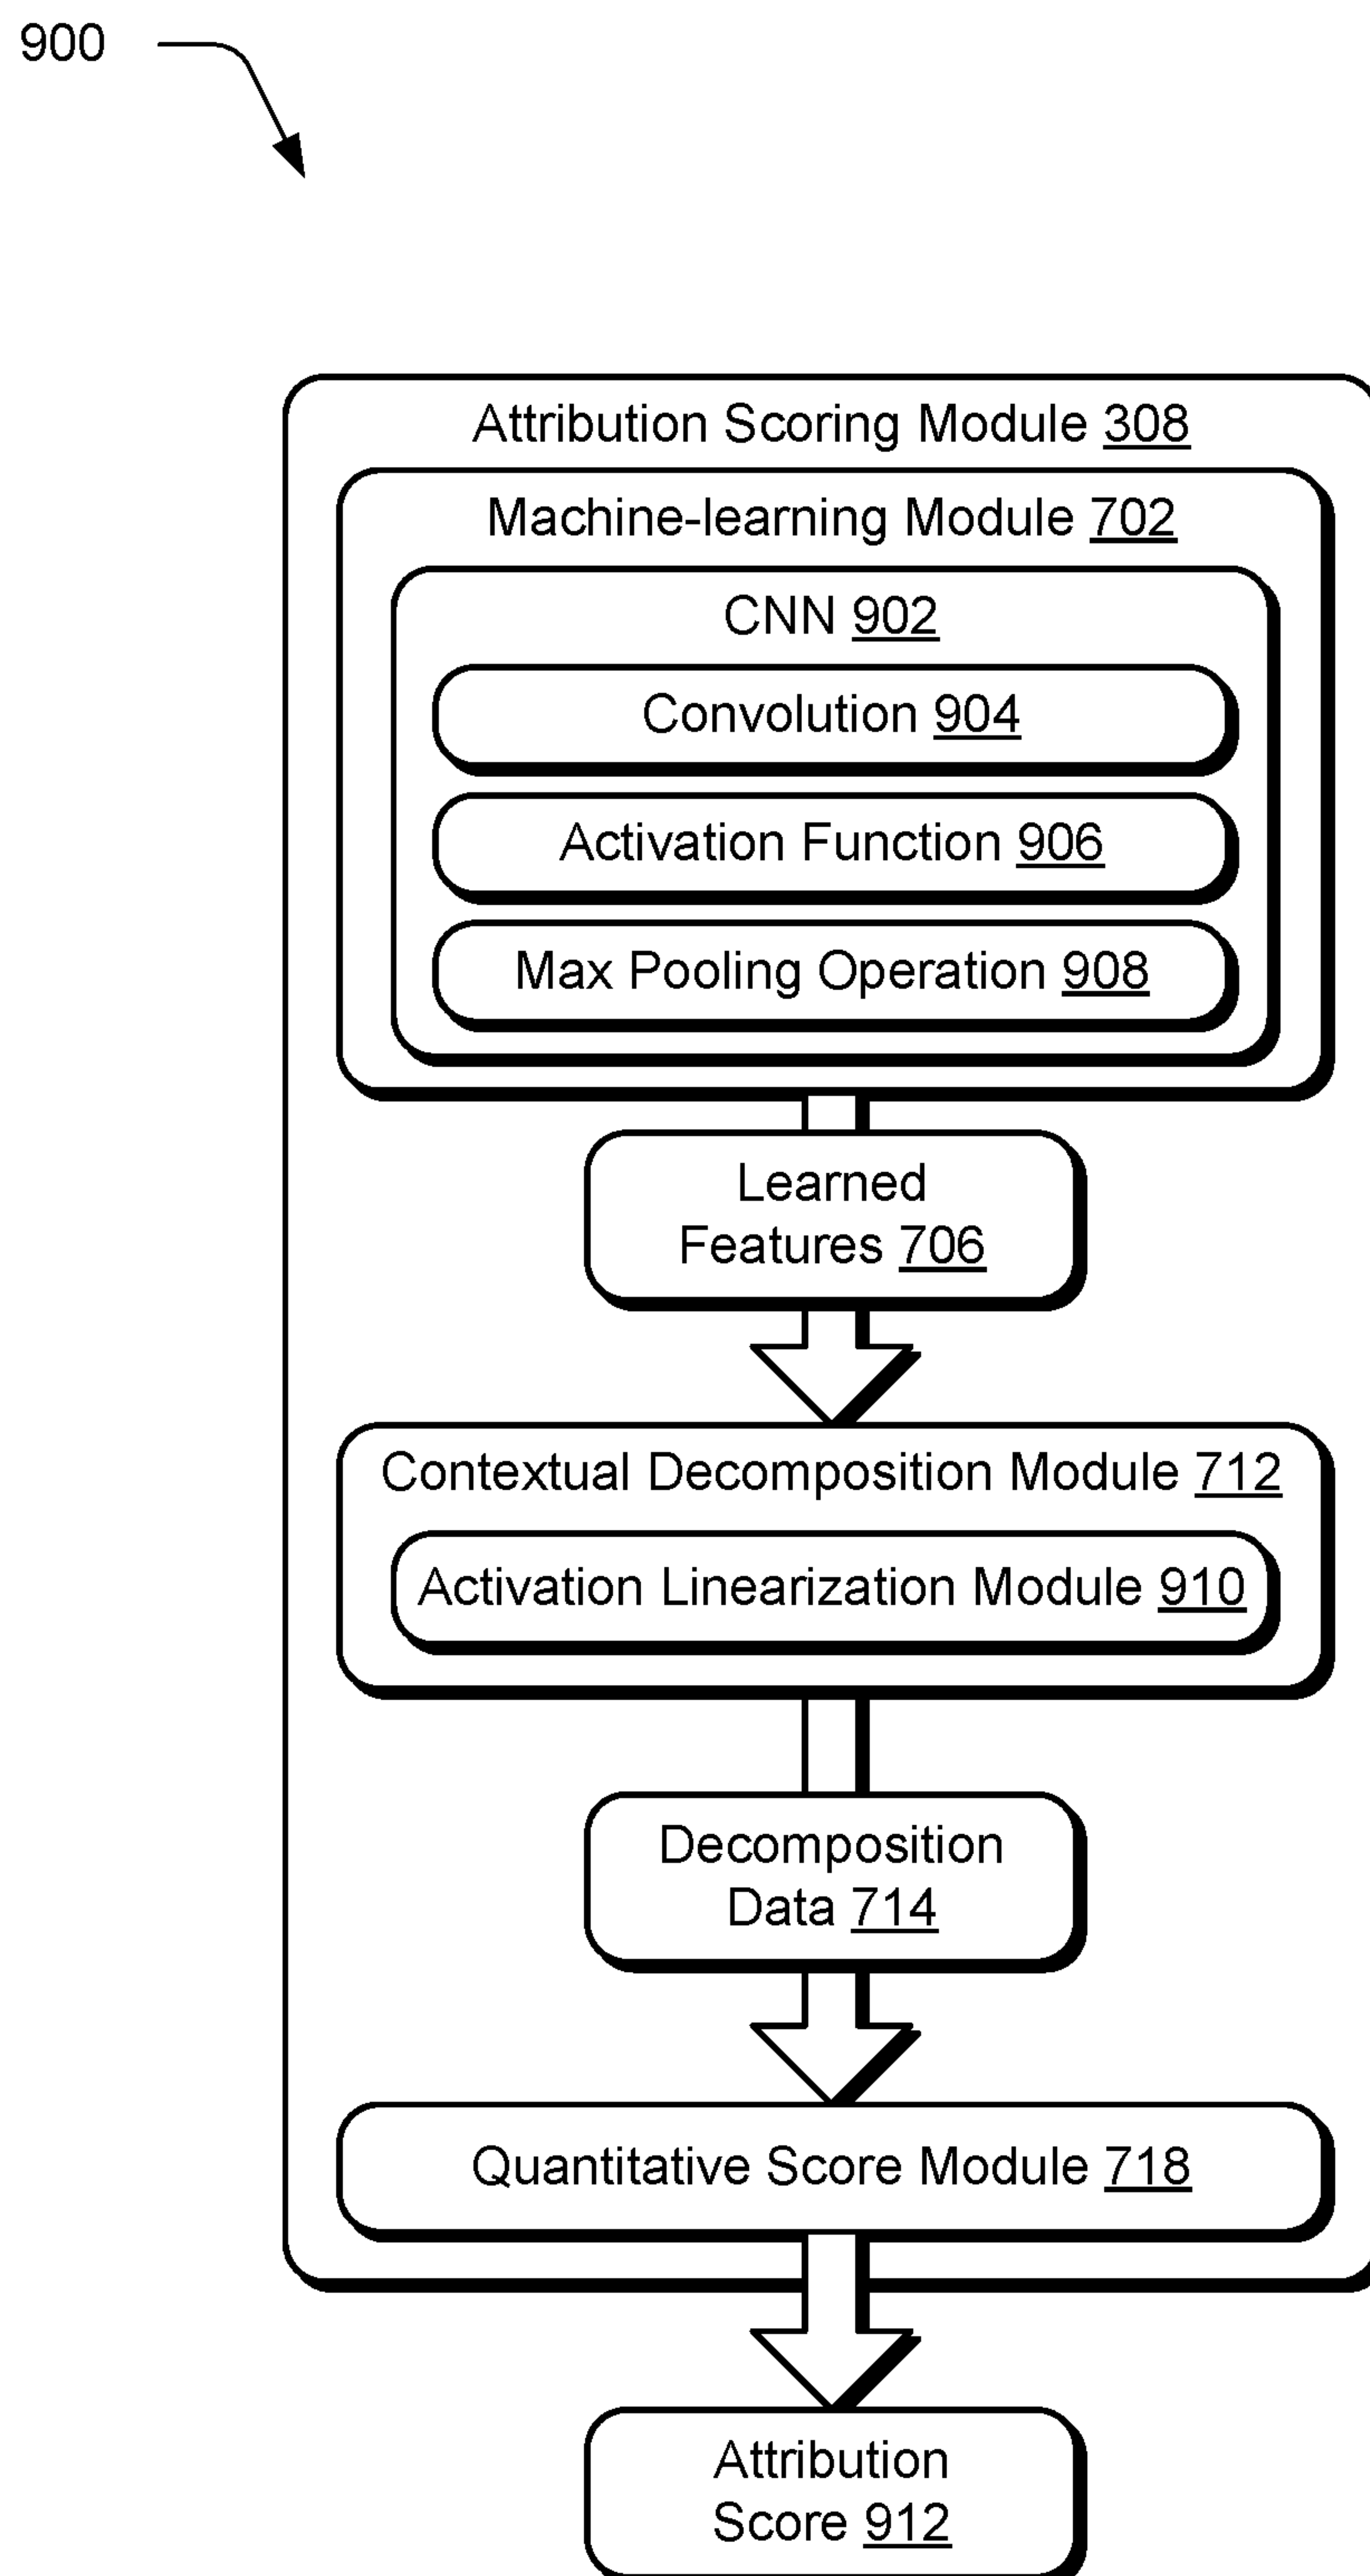 900
Attribution Scoring Module 308
Machine-learning Module 702
CNN 902
Convolution 904
Activation Function 906
Max Pooling Operation 908
Learned
Features 706
Contextual Decomposition Module 712
Activation Linearization Module 910
Decomposition
Data 714
Quantitative Score Module 718
Attribution
Score 912